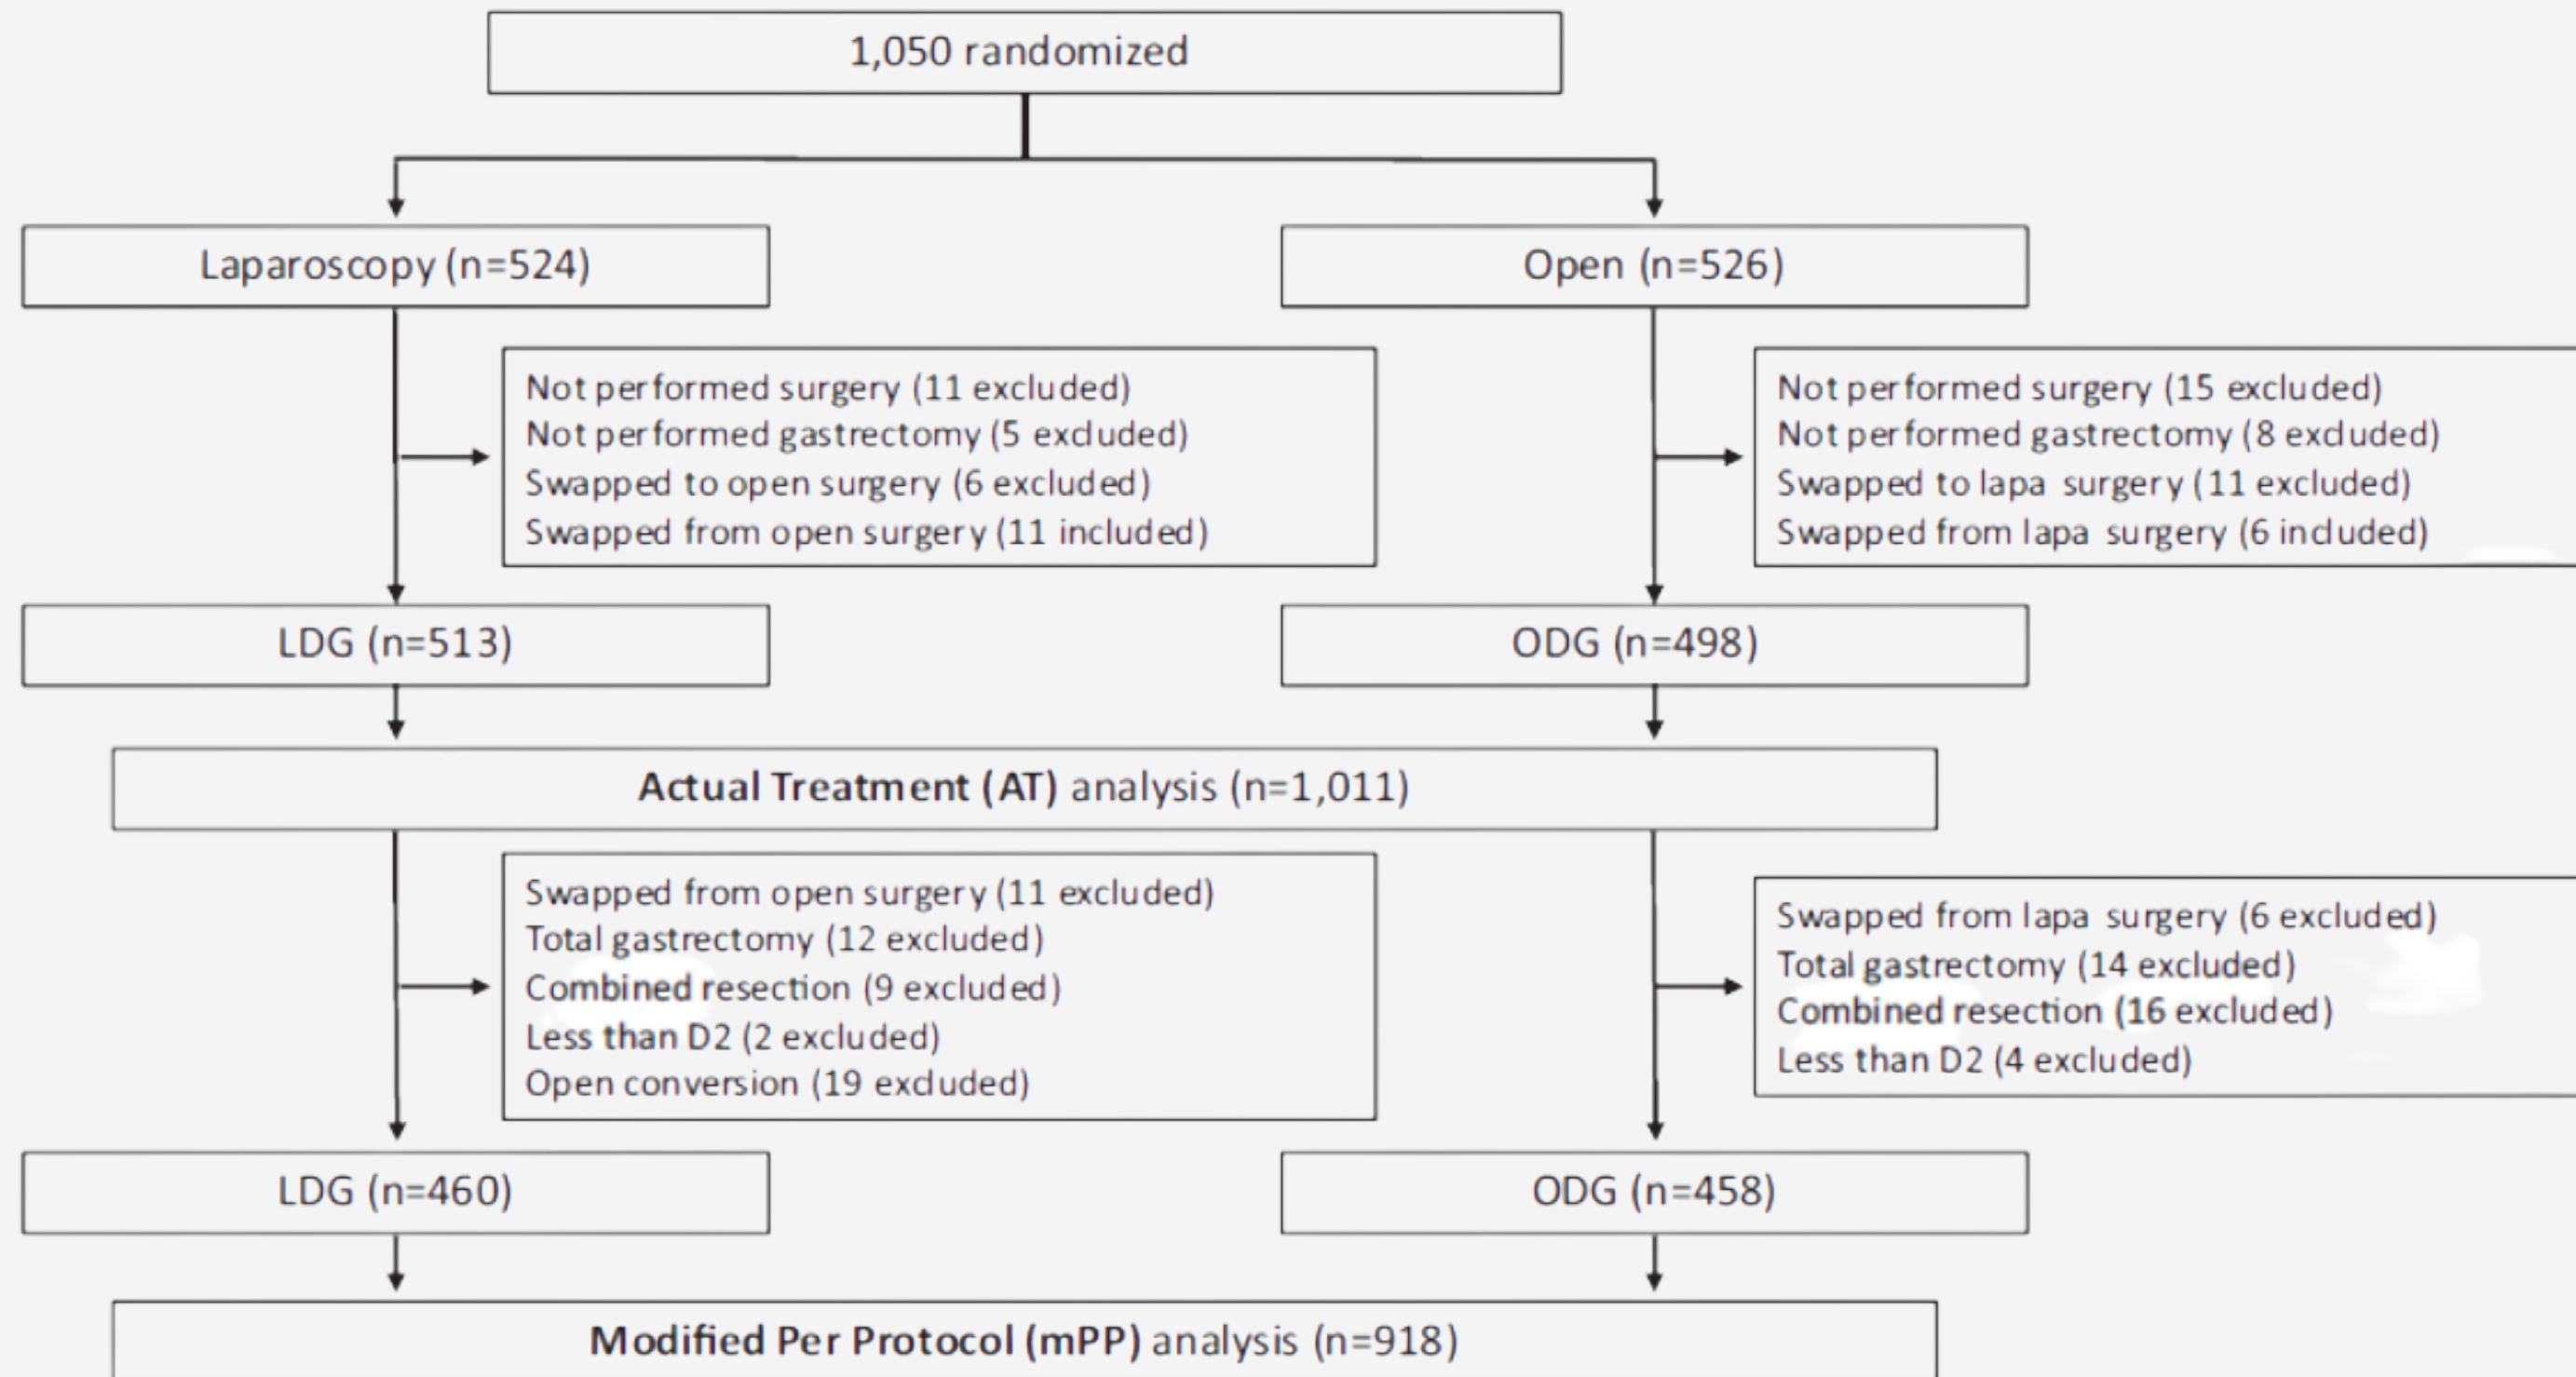 1,050 randomized
Laparoscopy (n=524)
Open (n=526)
Not performed surgery (11 excluded)
Not performed gastrectomy (5 excluded)
Swapped to open surgery (6 excluded)
Swapped from open surgery (11 included)
Not performed surgery (15 excluded)
Not performed gastrectomy (8 excluded)
Swapped to lapa surgery (11 excluded)
Swapped from lapa surgery (6 included)
LDG (n=513)
ODG (n=498)
Actual Treatment (AT) analysis (n=1,011)
Swapped from open surgery (11 excluded)
Total gastrectomy (12 excluded)
Combined resection (9 excluded)
Less than D2 (2 excluded)
Open conversion (19 excluded)
Swapped from lapa surgery (6 excluded)
Total gastrectomy (14 excluded)
Combined resection (16 excluded)
Less than D2 (4 excluded)
LDG (n=460)
ODG (n=458)
Modified Per Protocol (mPP) analysis (n=918)